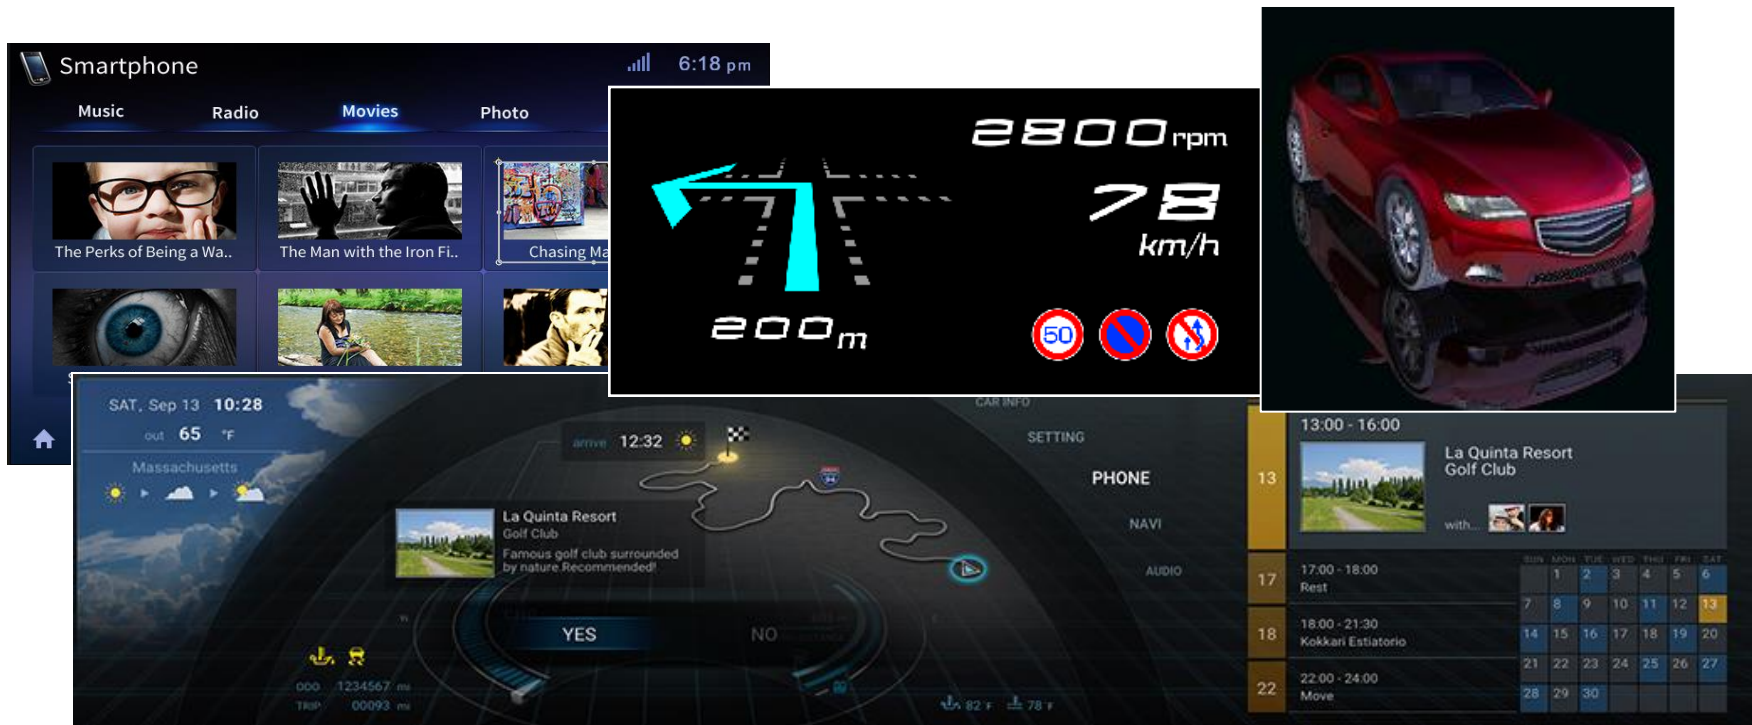 Smartphone
6:18 pm
Music
Radio
Movies
Photo
The Perks of Being a Wa..
The Man with the Iron Fi..
Chasing Ma
2800rpm
78
km/h
200m
50
SAT, Sep 13 10:28
out 65 °F
Massachusetts
arrive 12:32
La Quinta Resort
Golf Club
Famous golf club surrounded
by nature.Recommended!
YES
NO
ODO 1234567 mi
TRIP 00093 mi
82 F
78 F
CAR INFO
SETTING
PHONE
NAVI
AUDIO
13
13:00 - 16:00
La Quinta Resort
Golf Club
with...
17
17:00 - 18:00
Rest
18
18:00 - 21:30
Kokkari Estiatorio
22
22:00 - 24:00
Move
SUN MON TUE WED THU FRI SAT
1 2 3 4 5 6
7 8 9 10 11 12 13
14 15 16 17 18 19 20
21 22 23 24 25 26 27
28 29 30